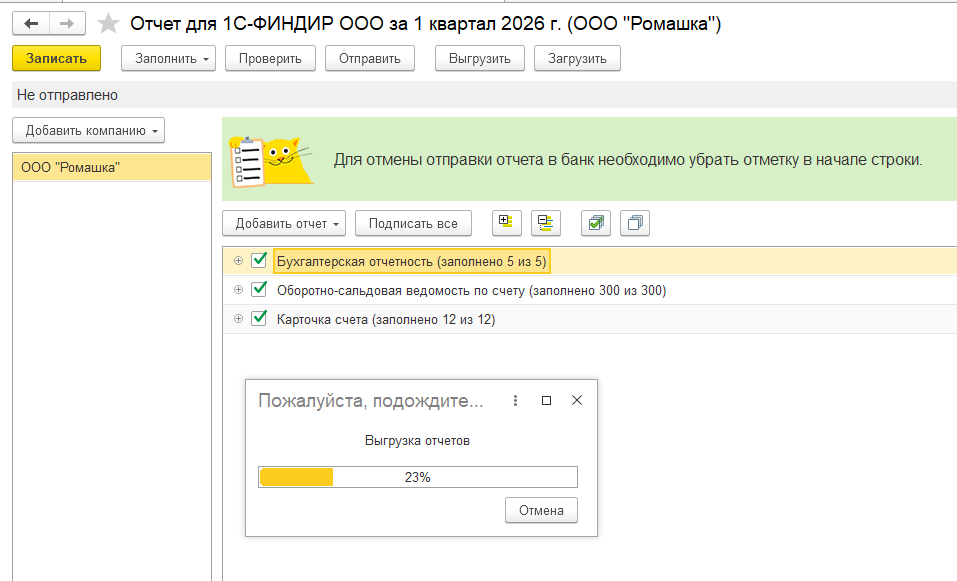 Отчет для 1С-ФИНДИР ООО за 1 квартал 2026 г. (ООО "Ромашка")
Записать Заполнить Проверить Отправить Выгрузить Загрузить
Не отправлено
Добавить компанию
ООО "Ромашка"
Для отмены отправки отчета в банк необходимо убрать отметку в начале строки.
Добавить отчет Подписать все
Бухгалтерская отчетность (заполнено 5 из 5)
Оборотно-сальдовая ведомость по счету (заполнено 300 из 300)
Карточка счета (заполнено 12 из 12)
Пожалуйста, подождите...
Выгрузка отчетов
23%
Отмена